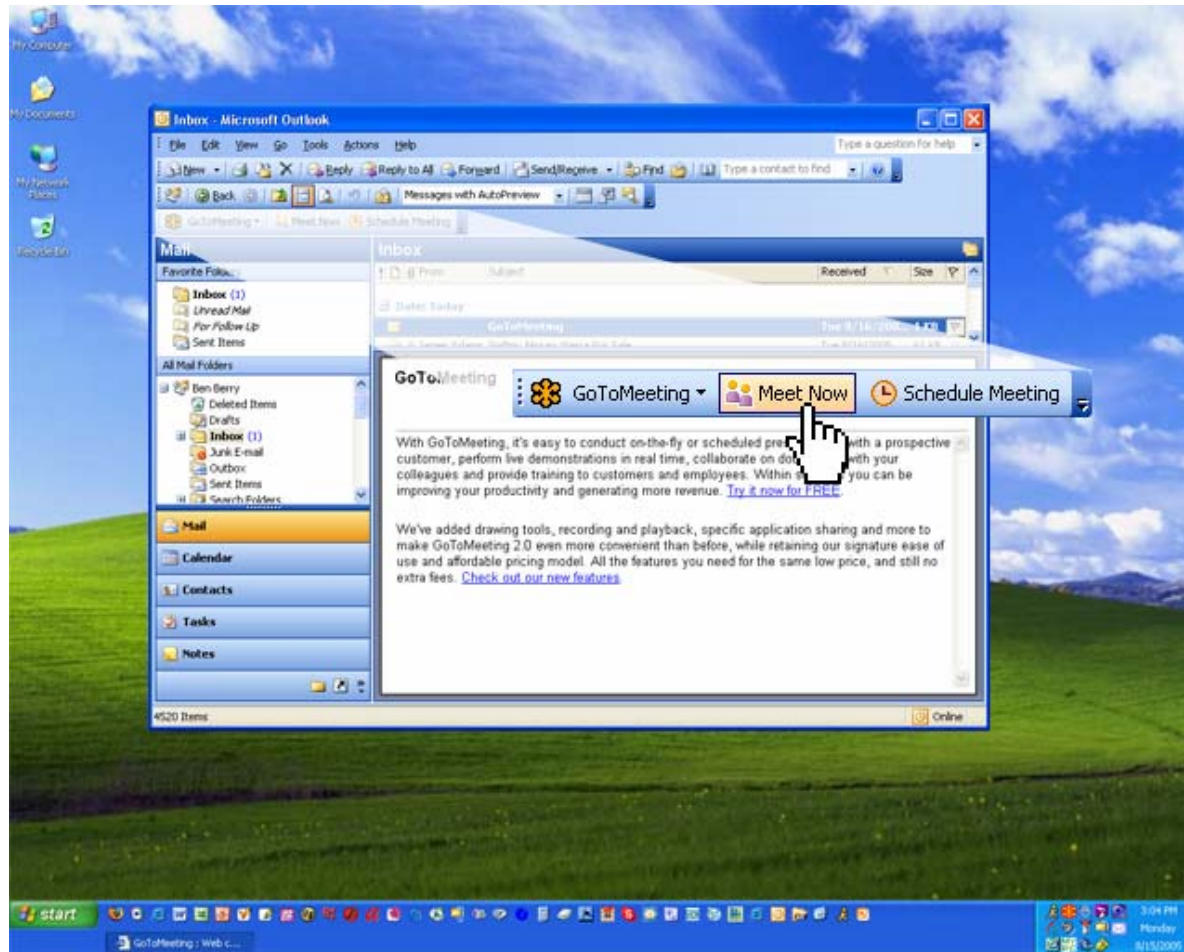 My Computer
My Documents
My Network
Places
Recycle Bin
Inbox - Microsoft Outlook
File Edit View Go Tools Actions Help
Type a question for help
New Reply Reply to All Forward Send/Receive Find Type a contact to find
Back Messages with AutoPreview
GoToMeeting Meet Now Schedule Meeting
Mail
Inbox
Favorite
Inbox (1)
Unread Mail
For Follow Up
Sent Items
All Mail Folders
Ben Berry
Deleted Items
Drafts
Inbox (1)
Junk E-mail
Outbox
Sent Items
Search Folders
Mail
Calendar
Contacts
Tasks
Notes
4520 Items
From Subject Received Size
Date: Today
GoToMeeting
GoToMeeting
GoToMeeting Meet Now Schedule Meeting
With GoToMeeting, it's easy to conduct on-the-fly or scheduled with a prospective
customer, perform live demonstrations in real time, collaborate on with your
colleagues and provide training to customers and employees. Within you can be
improving your productivity and generating more revenue. Try it now for FREE.
We've added drawing tools, recording and playback, specific application sharing and more to
make GoToMeeting 2.0 even more convenient than before, while retaining our signature ease of
use and affordable pricing model. All the features you need for the same low price, and still no
extra fees. Check out our new features.
Online
start
GoToMeeting : Web c...
3:04 PM
Monday
8/15/2005